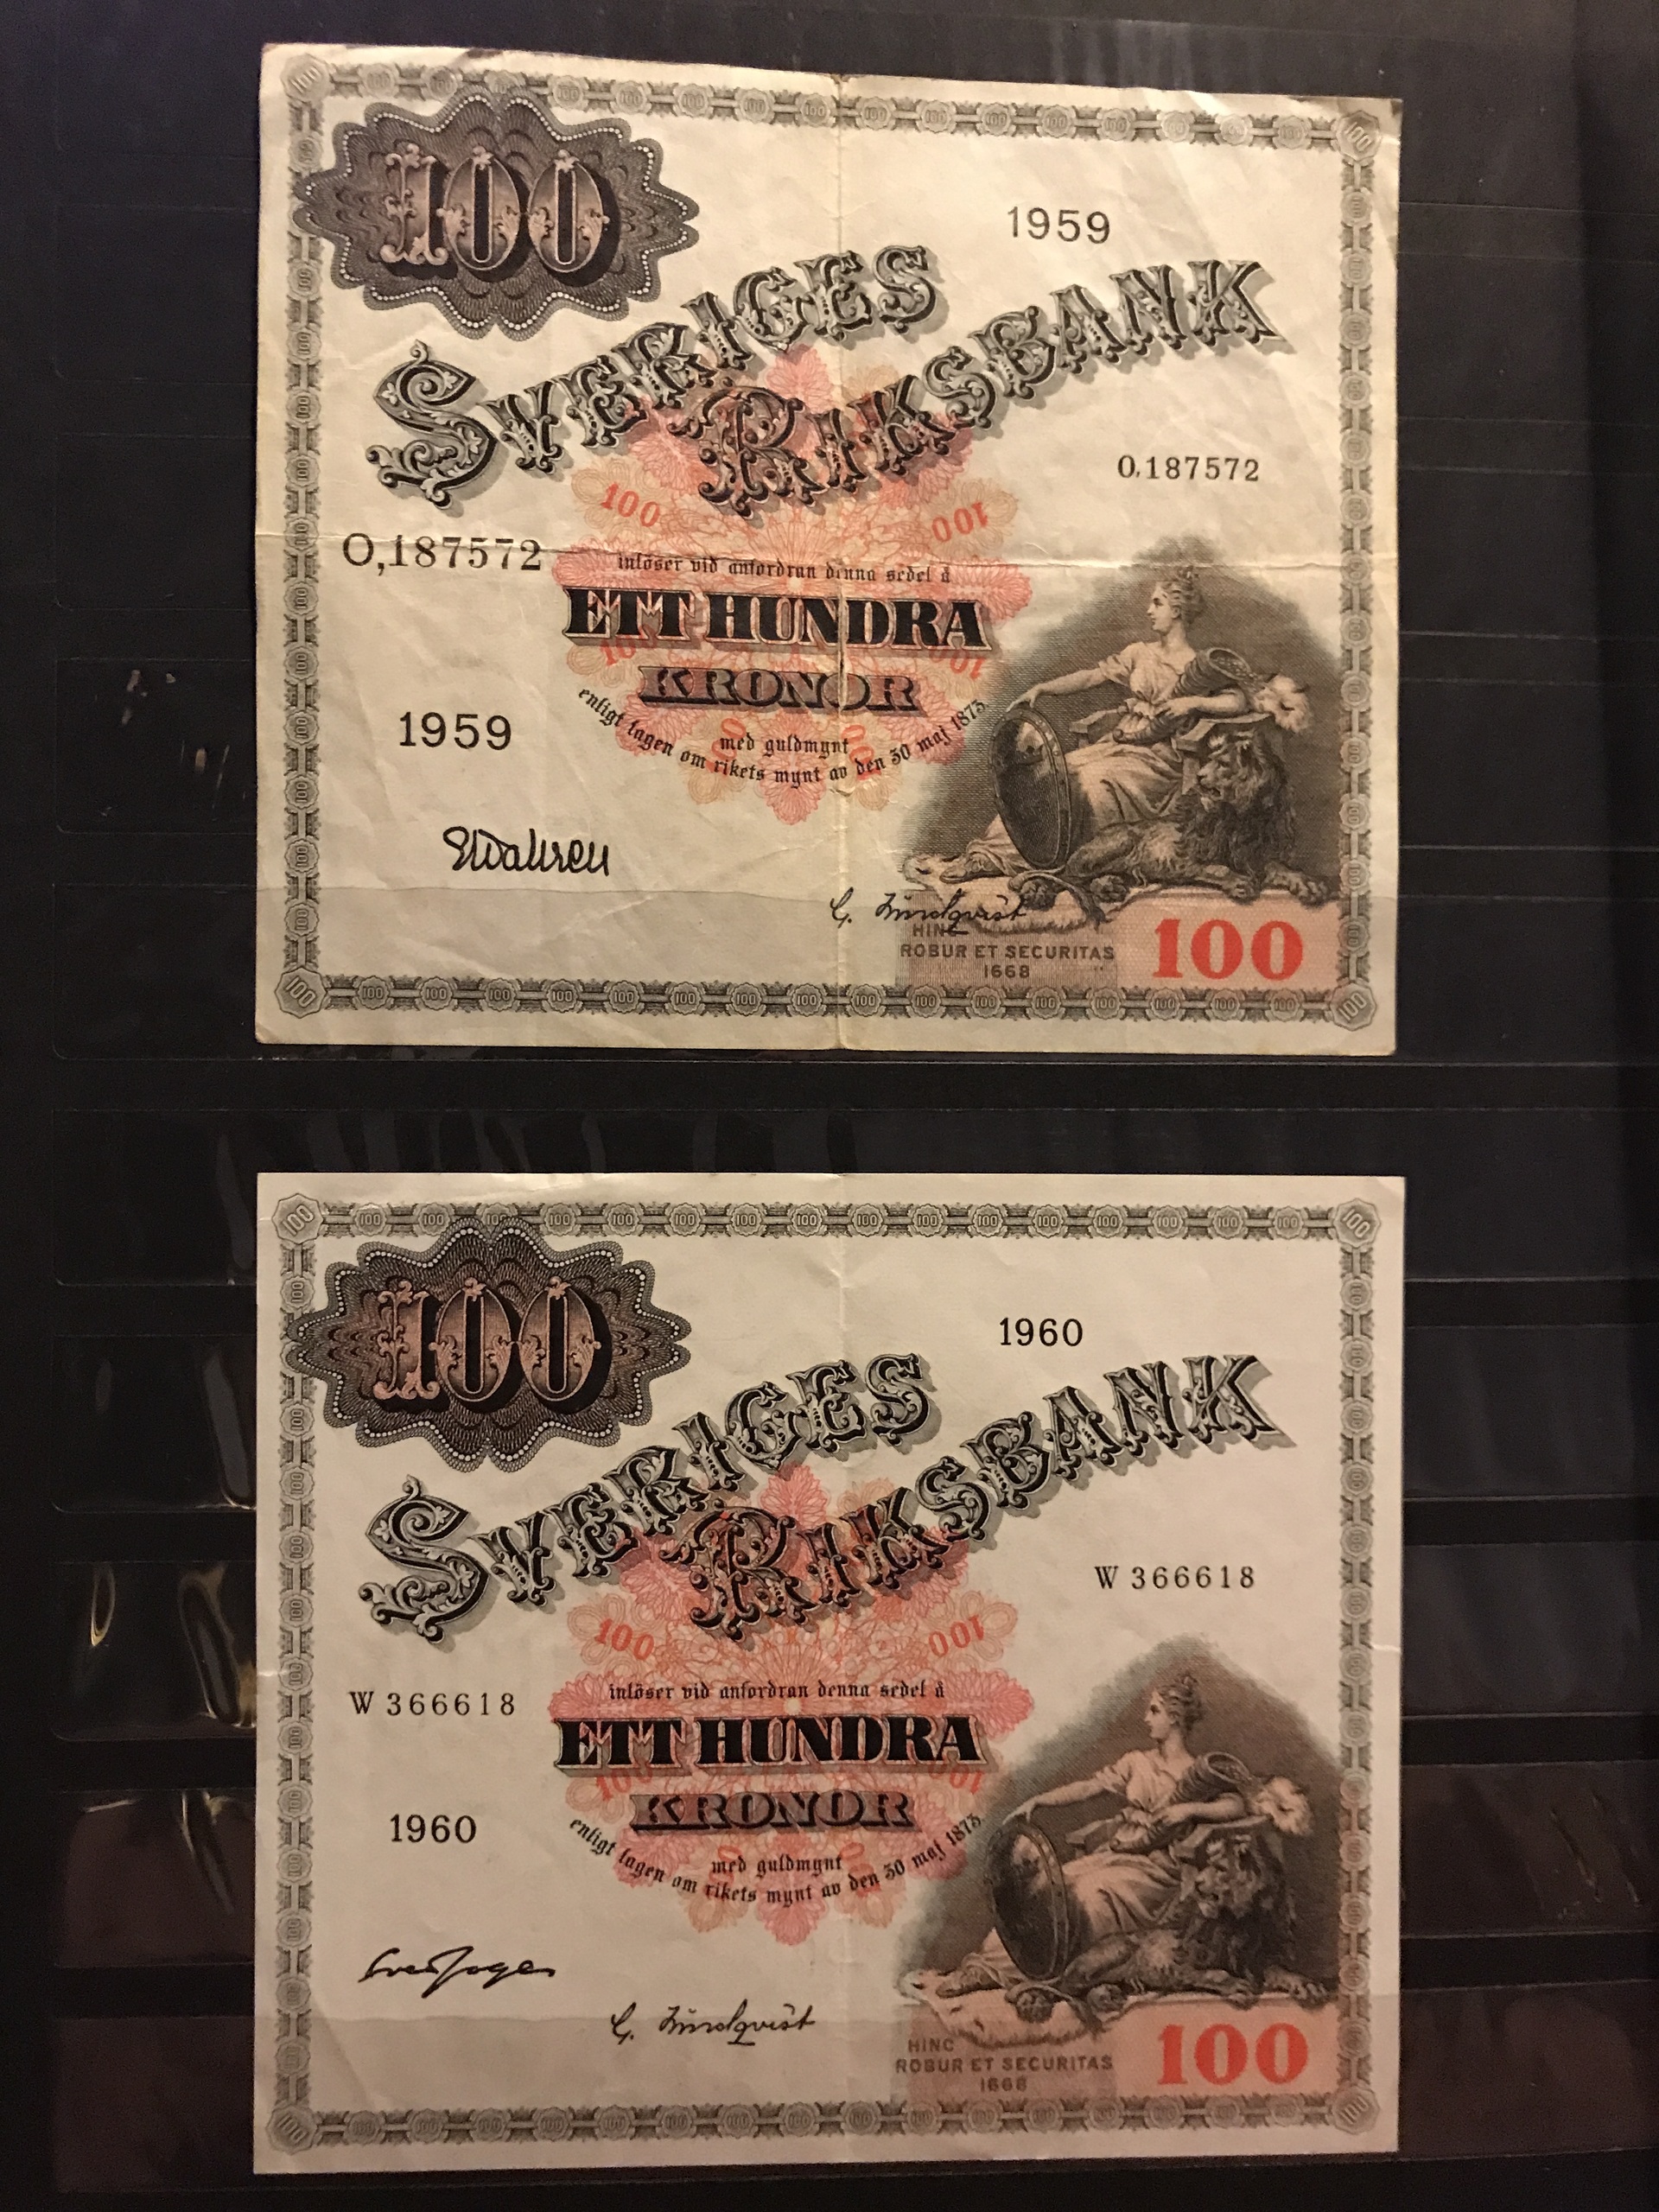 100
1959
SVERIGES
RIKSBANK
O,187572
100 100
O,187572
inlöser vid anfordran denna sedel å
ETT HUNDRA
KRONOR
med guldmynt
enligt lagen om rikets mynt av den 30 maj 1873.
1959
G. Lindqvist
HINC
ROBUR ET SECURITAS
1668
100
100
1960
SVERIGES
RIKSBANK
W 366618
100 100
W 366618
inlöser vid anfordran denna sedel å
ETT HUNDRA
KRONOR
med guldmynt
enligt lagen om rikets mynt av den 30 maj 1873.
1960
G. Lindqvist
HINC
ROBUR ET SECURITAS
1668
100